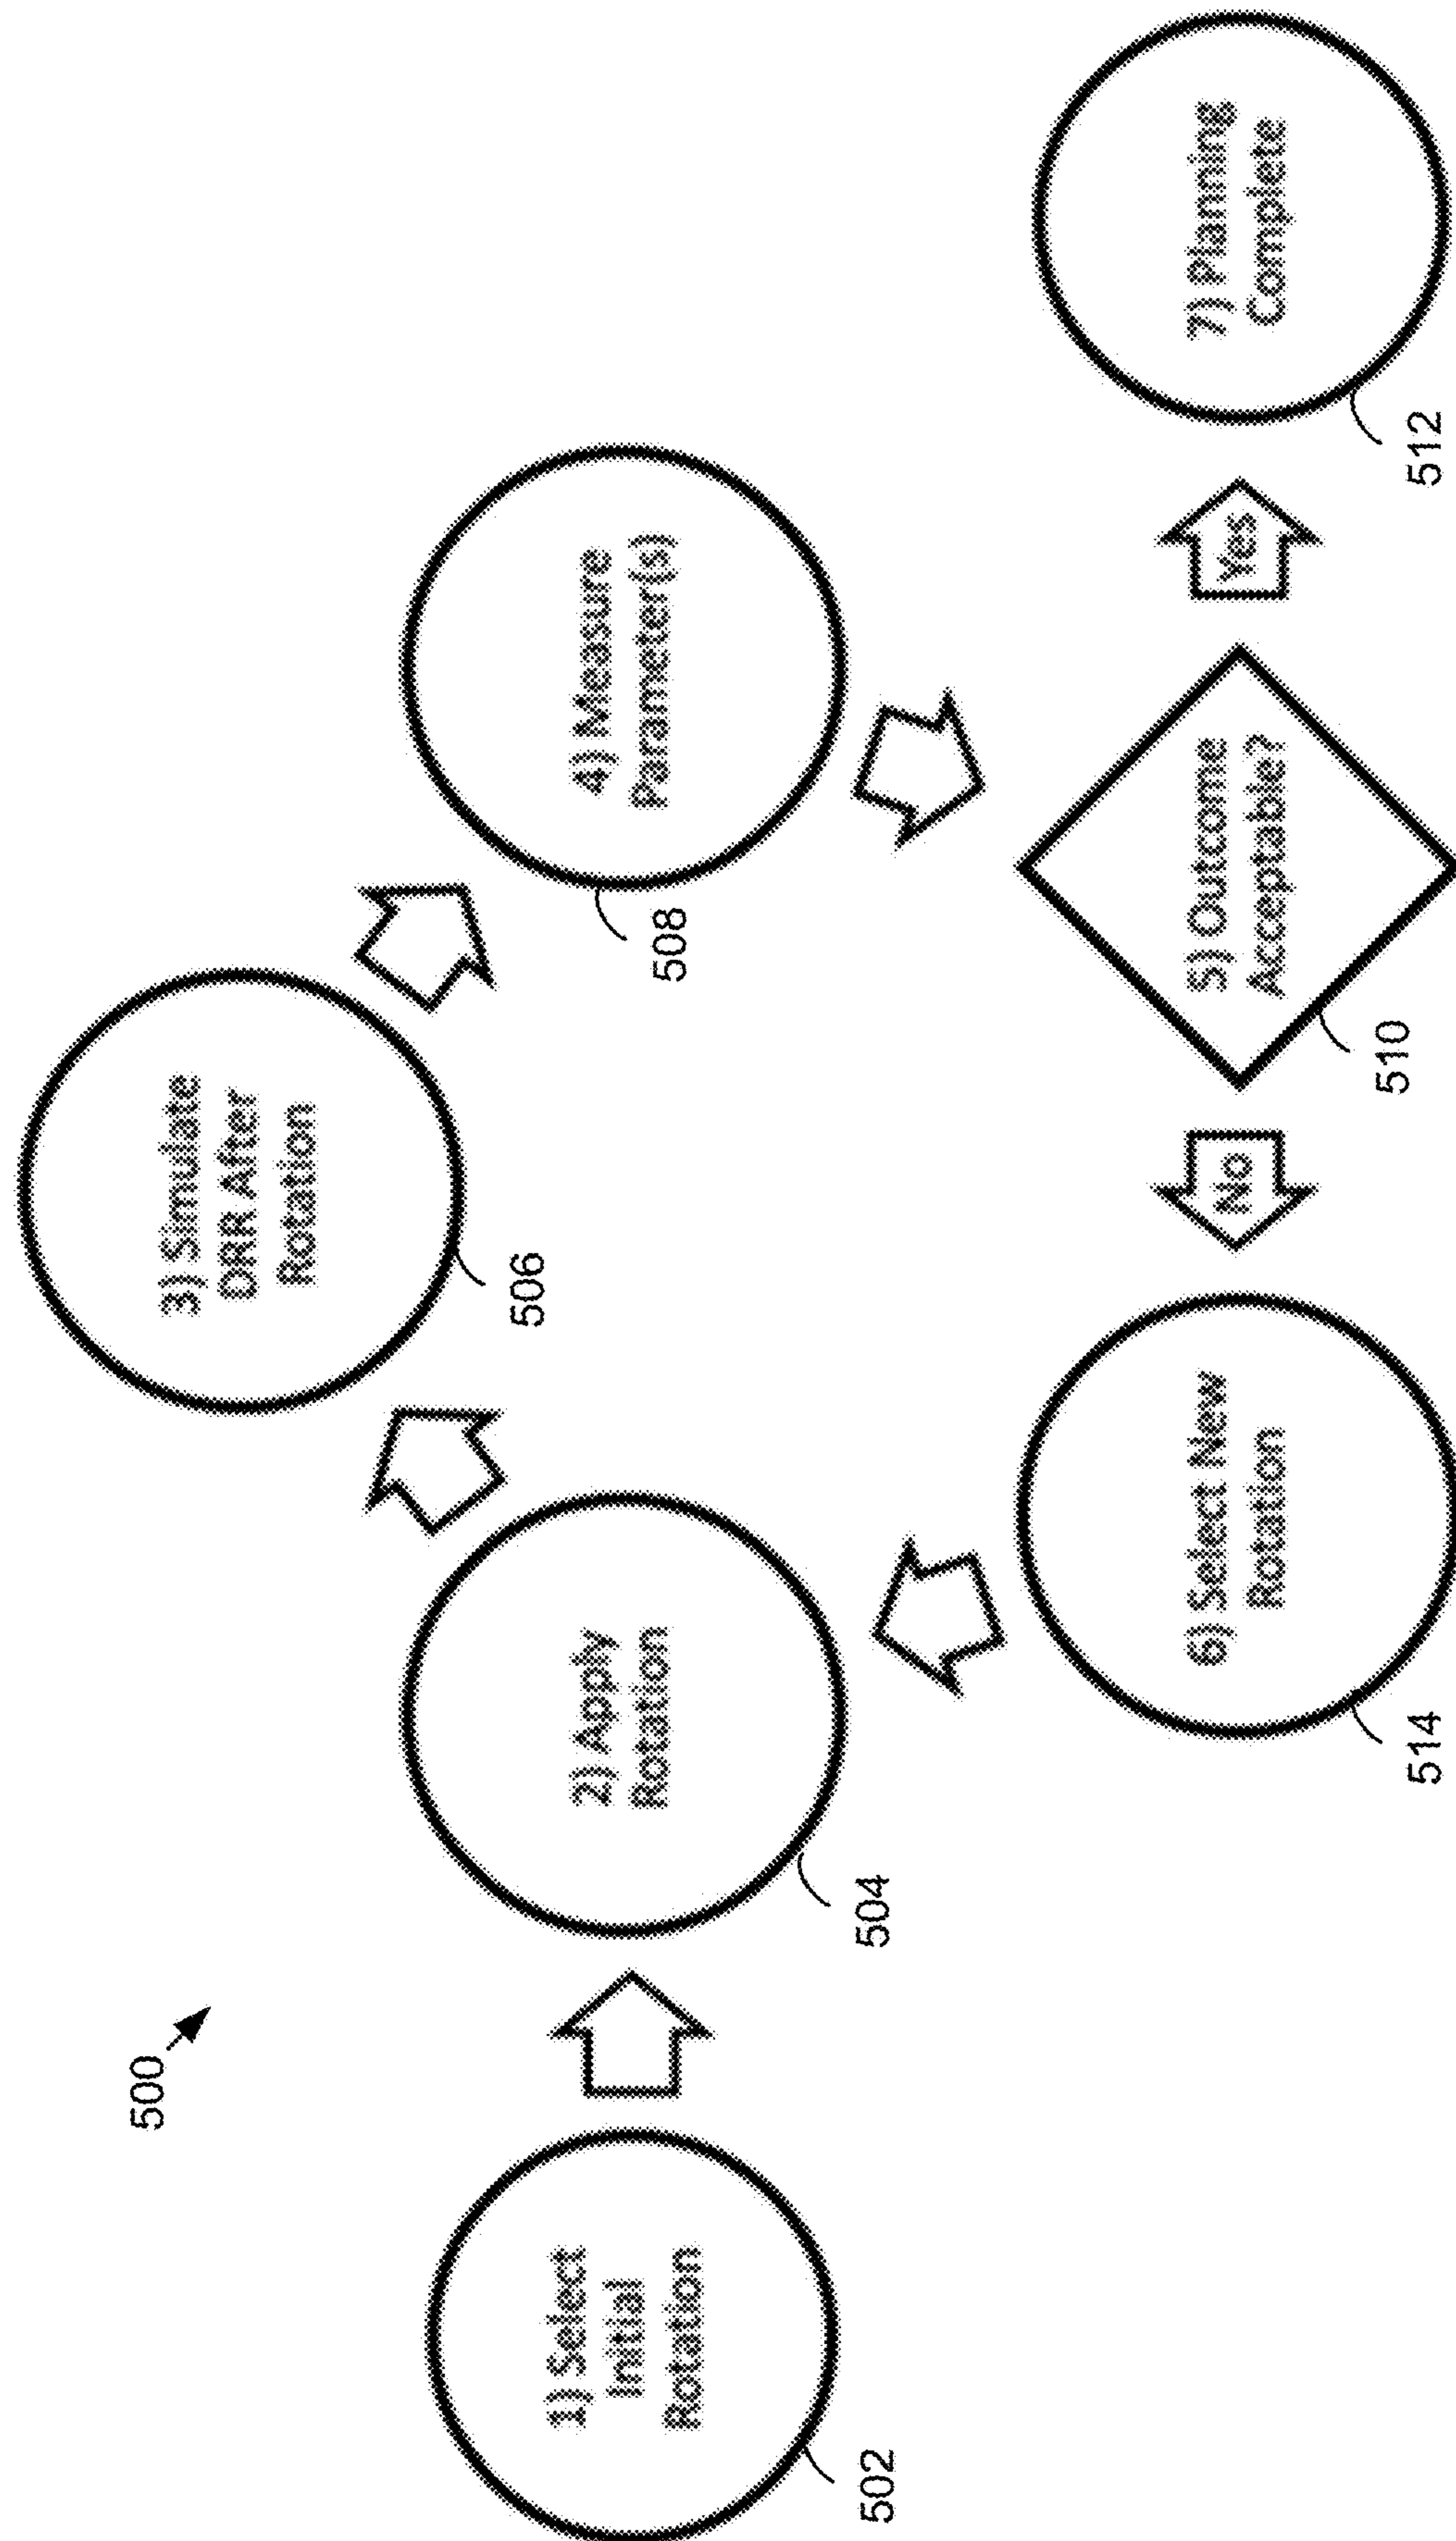 500
1) Select
Initial
Rotation
502
2) Apply
Rotation
504
3) Simulate
DRR After
Rotation
506
4) Measure
Parameter(s)
508
5) Outcome
Acceptable?
510
Yes
7) Planning
Complete
512
No
6) Select New
Rotation
514